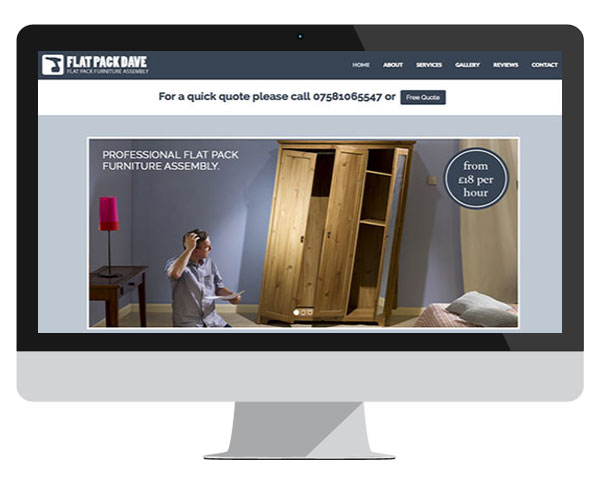 FLAT PACK DAVE
FLAT PACK FURNITURE ASSEMBLY
HOME ABOUT SERVICES GALLERY REVIEWS CONTACT
For a quick quote please call 07581065547 or Free Quote
PROFESSIONAL FLAT PACK
FURNITURE ASSEMBLY.
from
£18 per
hour